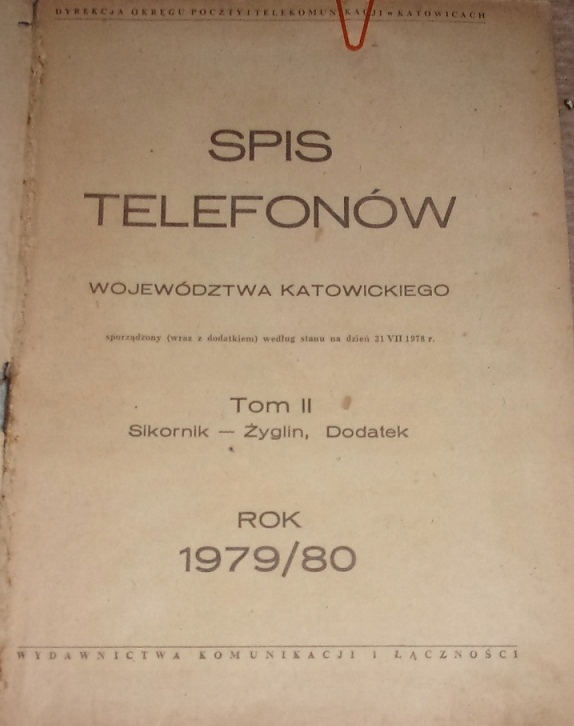 DYREKCJA OKRĘGU POCZTY I TELEKOMUNIKACJI w KATOWICACH
SPIS
TELEFONÓW
WOJEWÓDZTWA KATOWICKIEGO
sporządzony (wraz z dodatkiem) według stanu na dzień 31 VII 1978 r.
Tom II
Sikornik — Żyglin, Dodatek
ROK
1979/80
WYDAWNICTWA KOMUNIKACJI I ŁĄCZNOŚCI